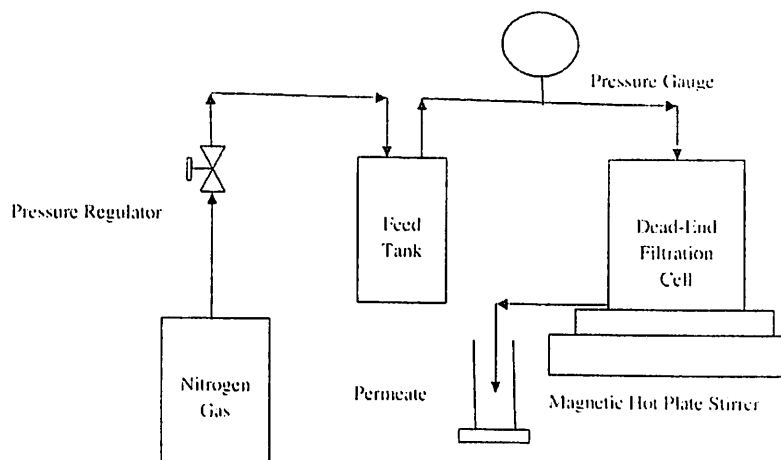 Pressure Gauge
Pressure Regulator
Feed
Tank
Dead-End
Filtration
Cell
Nitrogen
Gas
Permeate
Magnetic Hot Plate Stirrer